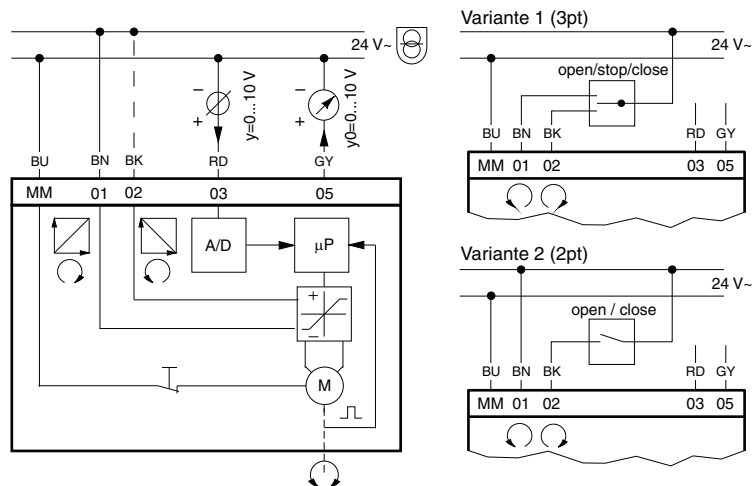 24 V~
y=0...10 V
y0=0...10 V
− −
+ +
BU BN BK RD GY
MM 01 02 03 05
A/D µP
+
−
M
Variante 1 (3pt)
24 V~
open/stop/close
BU BN BK RD GY
MM 01 02 03 05
Variante 2 (2pt)
24 V~
open / close
BU BN BK RD GY
MM 01 02 03 05